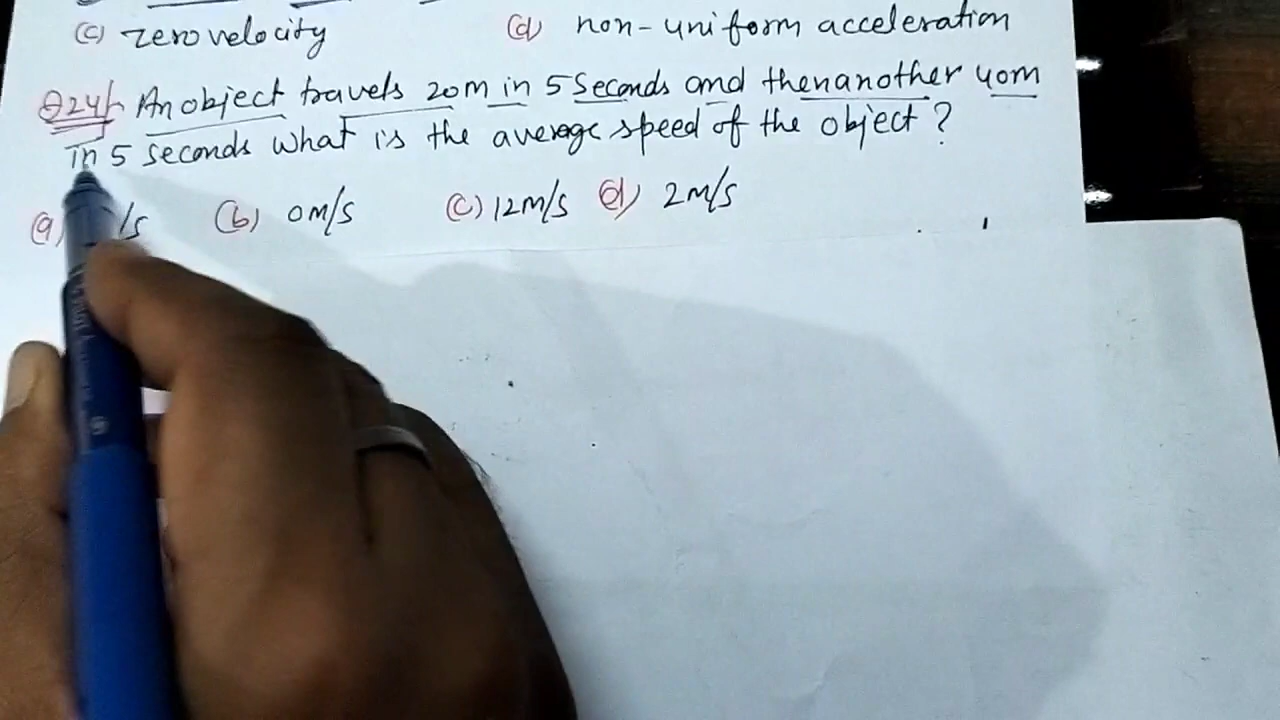 (c) zero velocity (d) non-uniform acceleration
Q24/- An object travels 20m in 5 Seconds and then another 40m
in 5 seconds what is the average speed of the object ?
(a) /s (b) 0m/s (c) 12m/s (d) 2m/s